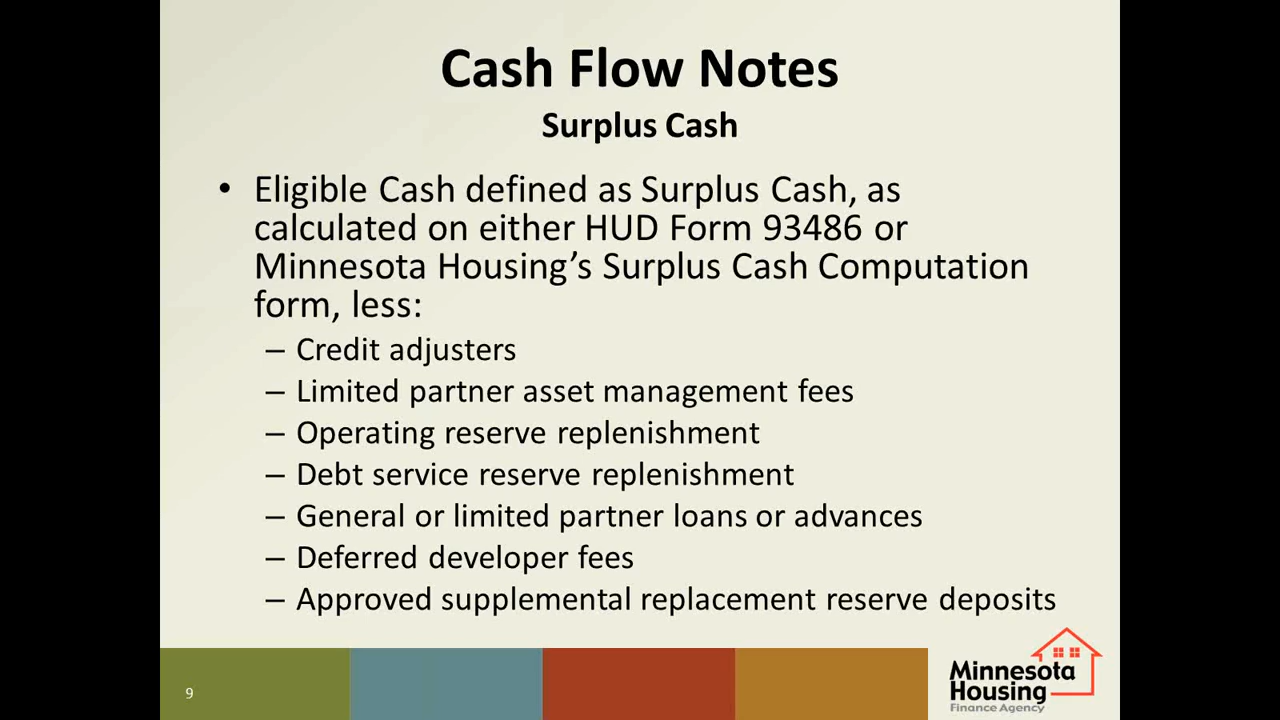 Cash Flow Notes
Surplus Cash
• Eligible Cash defined as Surplus Cash, as
calculated on either HUD Form 93486 or
Minnesota Housing’s Surplus Cash Computation
form, less:
– Credit adjusters
– Limited partner asset management fees
– Operating reserve replenishment
– Debt service reserve replenishment
– General or limited partner loans or advances
– Deferred developer fees
– Approved supplemental replacement reserve deposits
9
Minnesota
Housing
Finance Agency